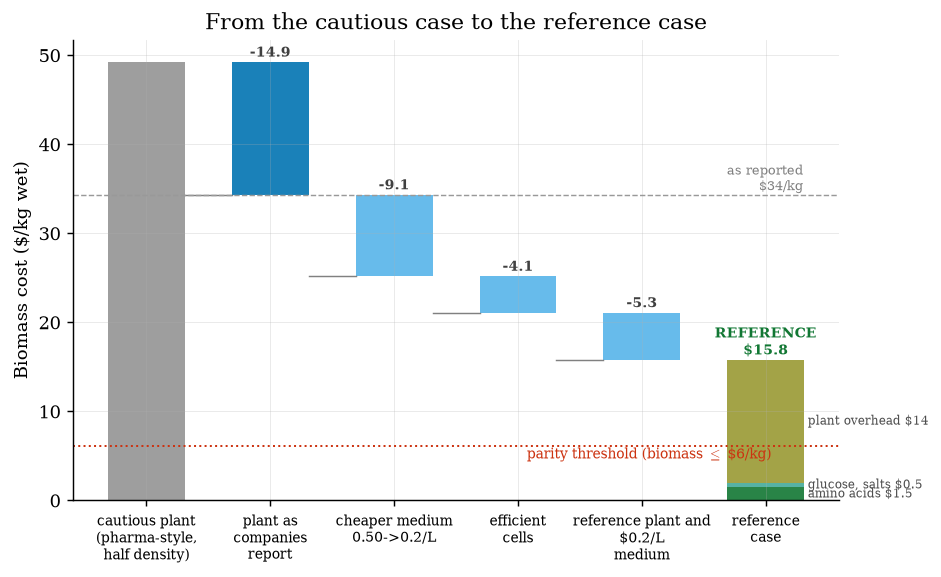 From the cautious case to the reference case
Biomass cost ($/kg wet)
50
40
30
20
10
0
-14.9
-9.1
-4.1
-5.3
as reported
$34/kg
REFERENCE
$15.8
plant overhead $14
parity threshold (biomass ≤ $6/kg)
glucose, salts $0.5
amino acids $1.5
cautious plant
(pharma-style,
half density)
plant as
companies
report
cheaper medium
0.50->0.2/L
efficient
cells
reference plant and
$0.2/L
medium
reference
case